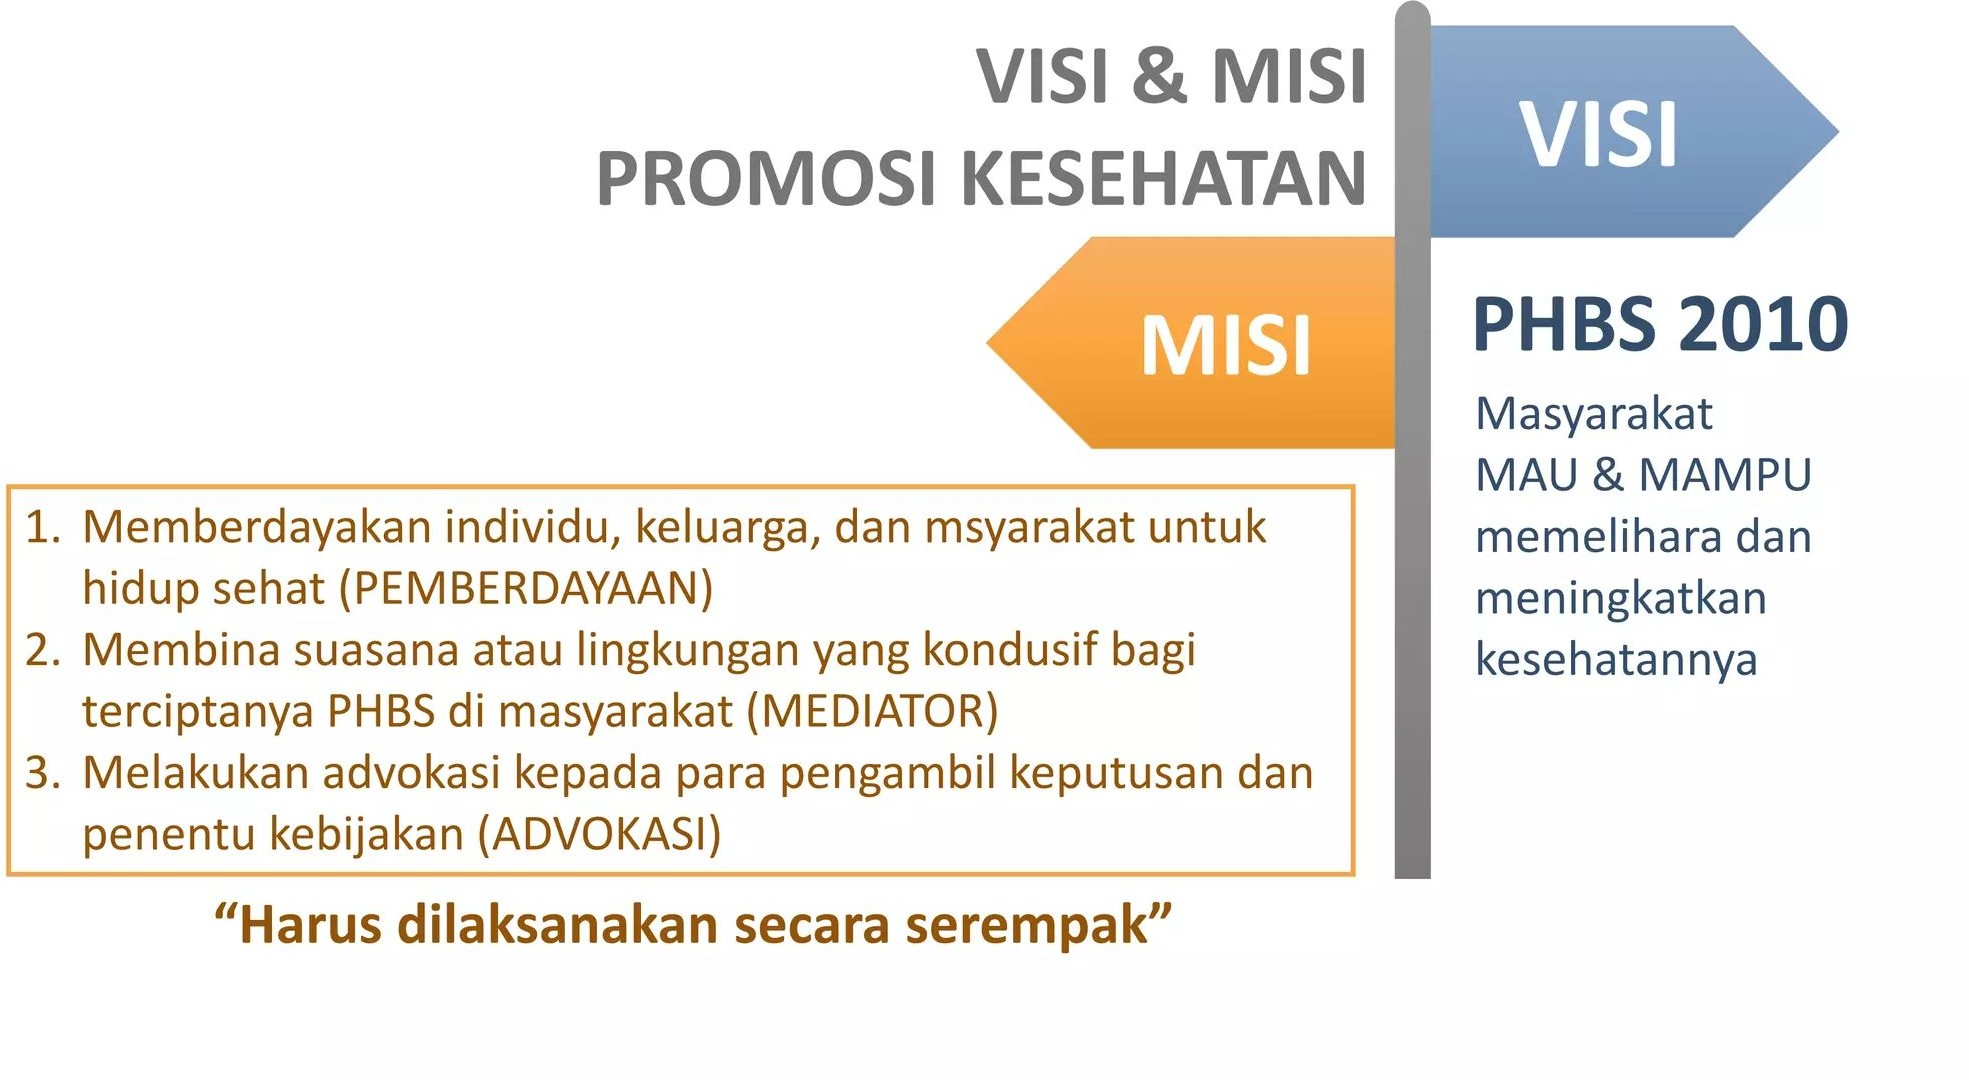 VISI & MISI
PROMOSI KESEHATAN
VISI
MISI
PHBS 2010
Masyarakat
MAU & MAMPU
memelihara dan
meningkatkan
kesehatannya
1. Memberdayakan individu, keluarga, dan msyarakat untuk
hidup sehat (PEMBERDAYAAN)
2. Membina suasana atau lingkungan yang kondusif bagi
terciptanya PHBS di masyarakat (MEDIATOR)
3. Melakukan advokasi kepada para pengambil keputusan dan
penentu kebijakan (ADVOKASI)
“Harus dilaksanakan secara serempak”